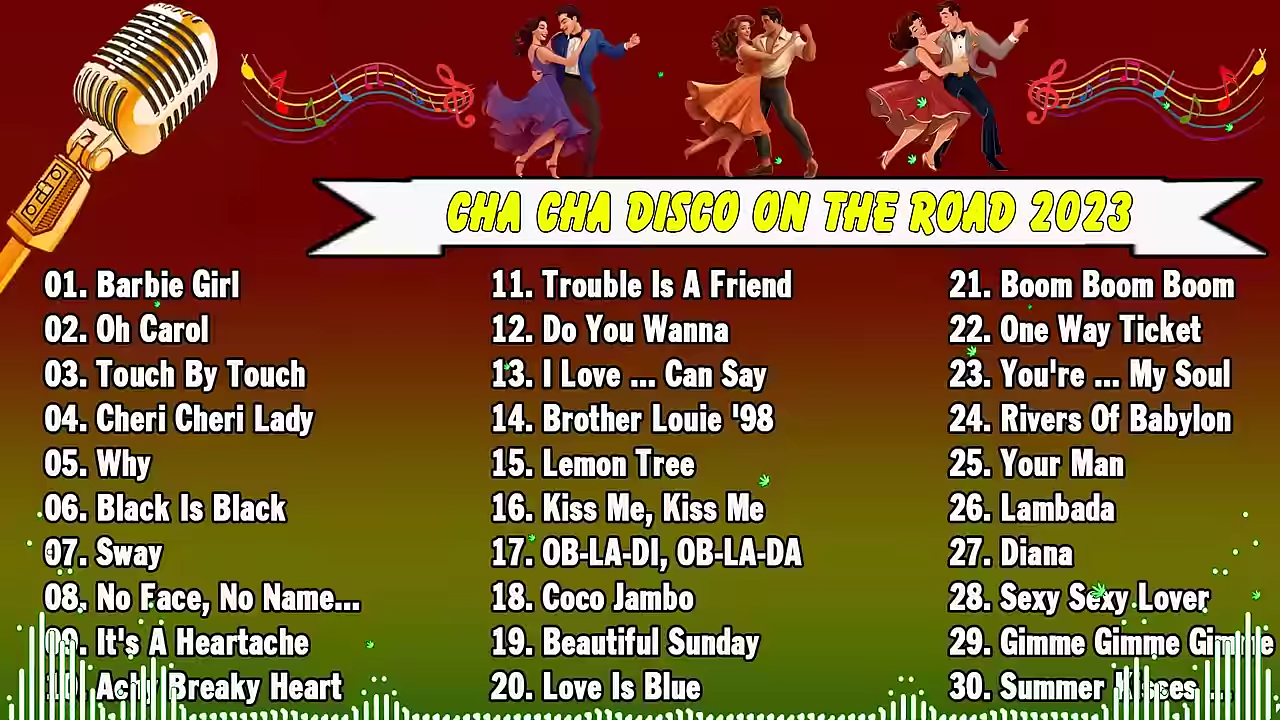 CHA CHA DISCO ON THE ROAD 2023
01. Barbie Girl
02. Oh Carol
03. Touch By Touch
04. Cheri Cheri Lady
05. Why
06. Black Is Black
07. Sway
08. No Face, No Name...
09. It's A Heartache
10. Achy Breaky Heart
11. Trouble Is A Friend
12. Do You Wanna
13. I Love ... Can Say
14. Brother Louie '98
15. Lemon Tree
16. Kiss Me, Kiss Me
17. OB-LA-DI, OB-LA-DA
18. Coco Jambo
19. Beautiful Sunday
20. Love Is Blue
21. Boom Boom Boom
22. One Way Ticket
23. You're ... My Soul
24. Rivers Of Babylon
25. Your Man
26. Lambada
27. Diana
28. Sexy Sexy Lover
29. Gimme Gimme Gimme
30. Summer Kisses ...